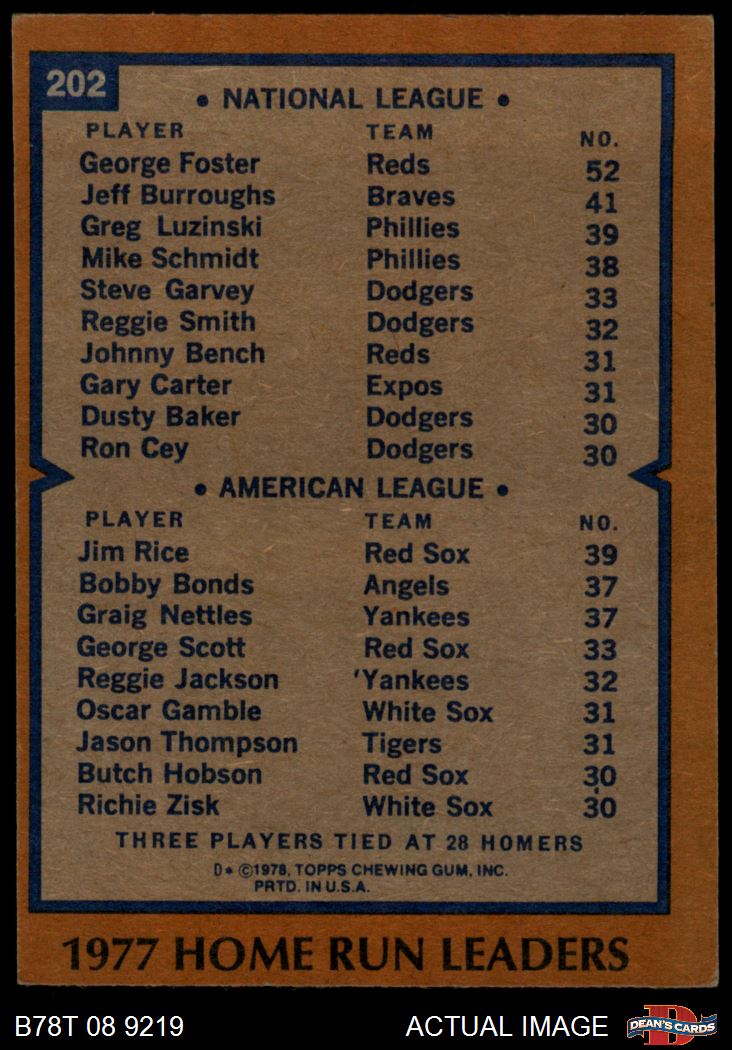 202
• NATIONAL LEAGUE •
PLAYER TEAM NO.
George Foster Reds 52
Jeff Burroughs Braves 41
Greg Luzinski Phillies 39
Mike Schmidt Phillies 38
Steve Garvey Dodgers 33
Reggie Smith Dodgers 32
Johnny Bench Reds 31
Gary Carter Expos 31
Dusty Baker Dodgers 30
Ron Cey Dodgers 30
• AMERICAN LEAGUE •
PLAYER TEAM NO.
Jim Rice Red Sox 39
Bobby Bonds Angels 37
Graig Nettles Yankees 37
George Scott Red Sox 33
Reggie Jackson 'Yankees 32
Oscar Gamble White Sox 31
Jason Thompson Tigers 31
Butch Hobson Red Sox 30
Richie Zisk White Sox 30
THREE PLAYERS TIED AT 28 HOMERS
D* ©1978, TOPPS CHEWING GUM, INC.
PRTD. IN U.S.A.
1977 HOME RUN LEADERS
B78T 08 9219 ACTUAL IMAGE D DEAN'S CARDS